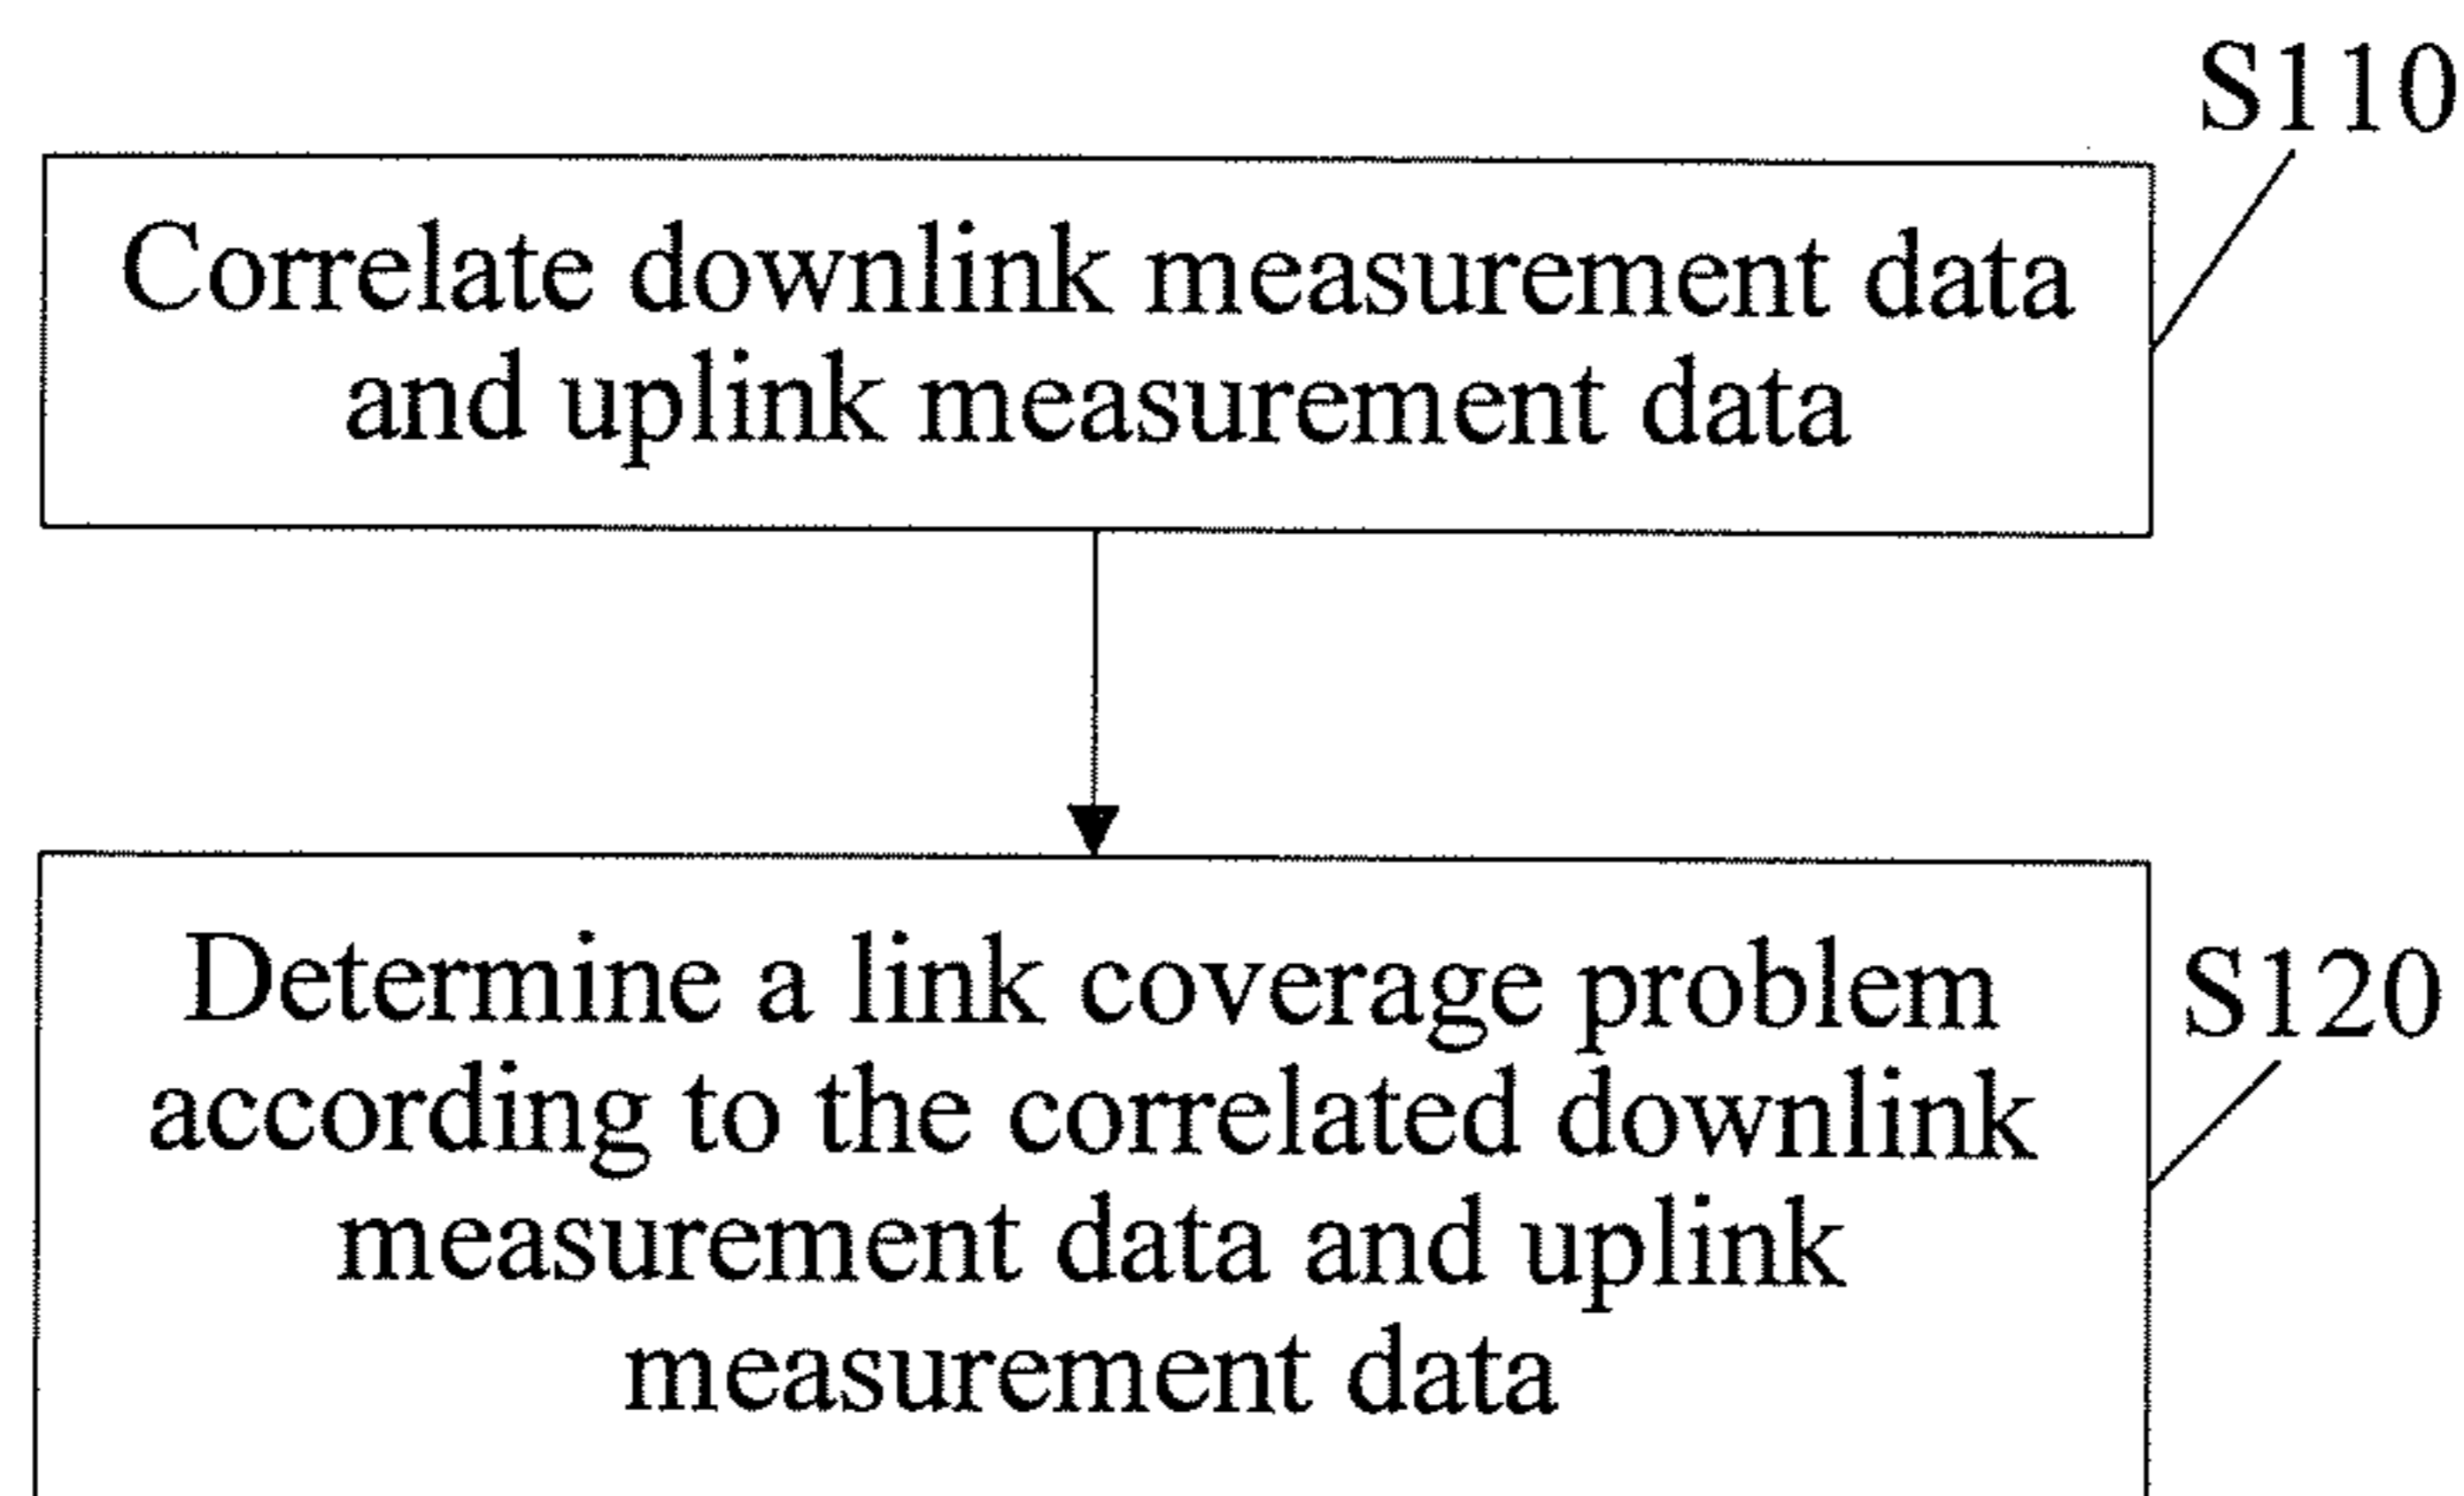 S110
Correlate downlink measurement data
and uplink measurement data
Determine a link coverage problem
according to the correlated downlink
measurement data and uplink
measurement data
S120